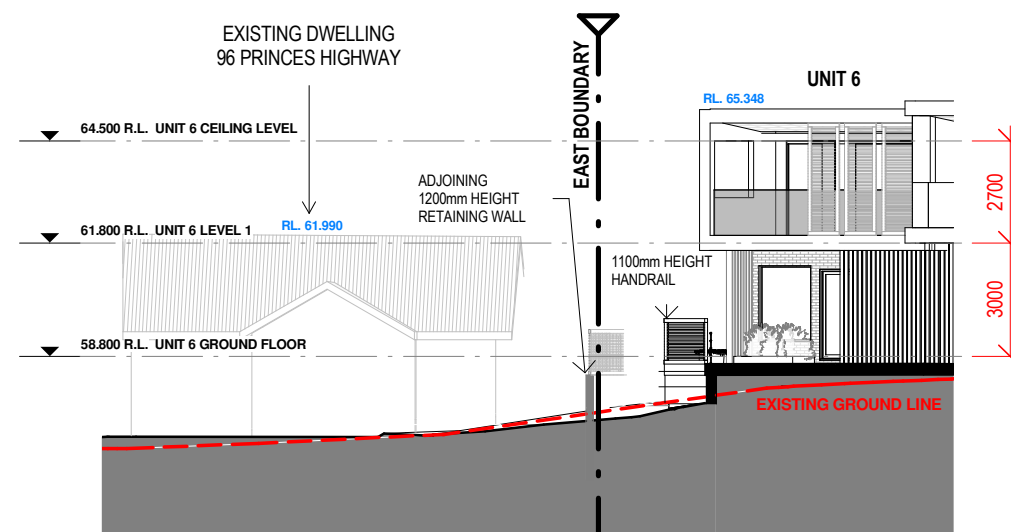 EXISTING DWELLING
96 PRINCES HIGHWAY
EAST BOUNDARY
UNIT 6
RL. 65.348
64.500 R.L. UNIT 6 CEILING LEVEL
2700
ADJOINING
1200mm HEIGHT
RETAINING WALL
61.800 R.L. UNIT 6 LEVEL 1
RL. 61.990
1100mm HEIGHT
HANDRAIL
3000
58.800 R.L. UNIT 6 GROUND FLOOR
EXISTING GROUND LINE